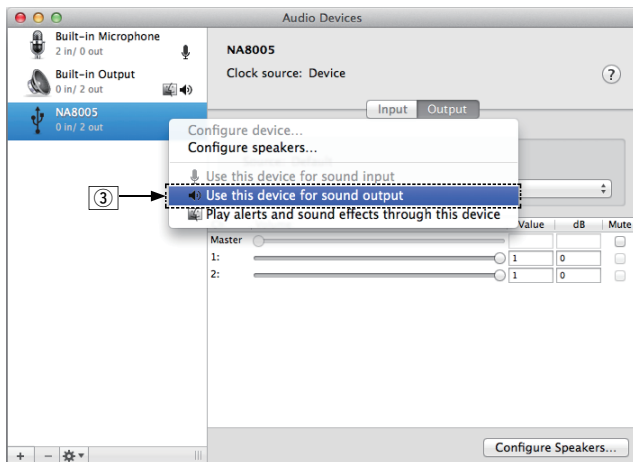 Audio Devices
Built-in Microphone
2 in/ 0 out
Built-in Output
0 in/ 2 out
NA8005
0 in/ 2 out
NA8005
Clock source: Device
?
Input Output
Configure device...
Configure speakers...
Use this device for sound input
③ Use this device for sound output
Play alerts and sound effects through this device
Value dB Mute
Master
1: 1 0
2: 1 0
+ -
Configure Speakers...